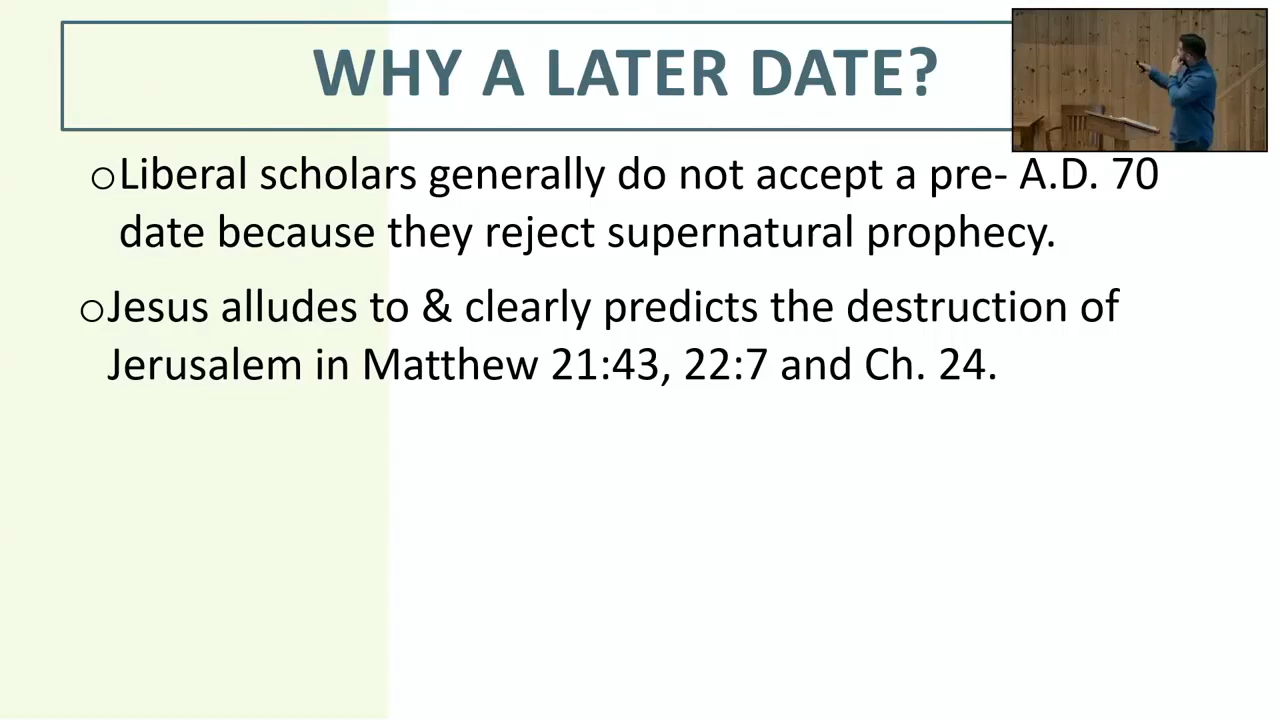 WHY A LATER DATE?
oLiberal scholars generally do not accept a pre- A.D. 70
date because they reject supernatural prophecy.
oJesus alludes to & clearly predicts the destruction of
Jerusalem in Matthew 21:43, 22:7 and Ch. 24.